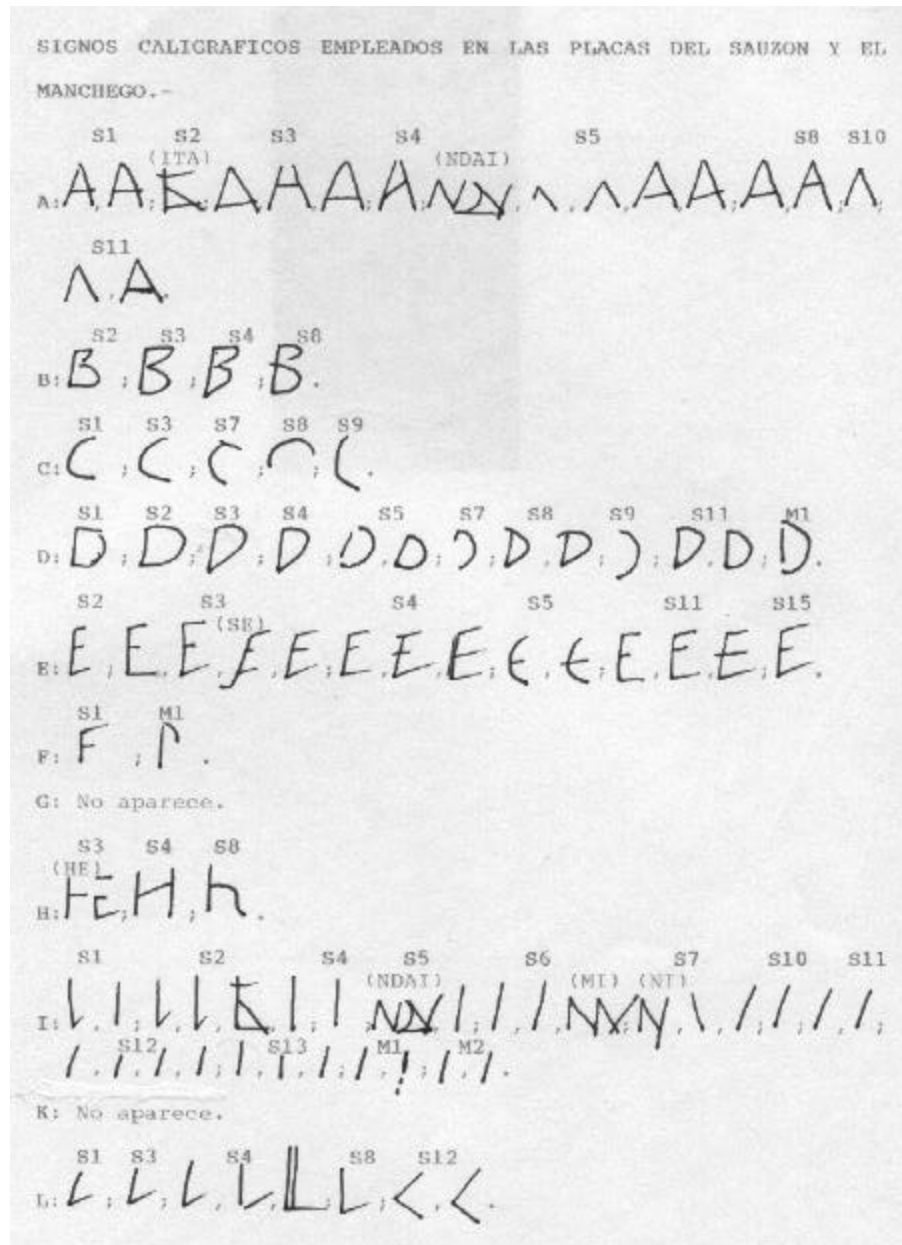 SIGNOS CALIGRAFICOS EMPLEADOS EN LAS PLACAS DEL SAUZON Y EL
MANCHEGO.-
S1 S2 S3 S4 S5 S8 S10
(ITA) (NDAI)
A: A, A; ; A, A, A; A; , Λ, Λ, A, A; A, A; Λ;
S11
Λ, A.
S2 S3 S4 S8
B: B; B; B; B.
S1 S3 S7 S8 S9
C: C; C; C; C; C.
S1 S2 S3 S4 S5 S7 S8 S9 S11 M1
D: D; D; D; D; D, D; D; D, D; D; D, D; D.
S2 S3 S4 S5 S11 S15
(SE)
E: E; E, E, E, E, E; E, E; E, E; E, E, E; E.
S1 M1
F: F; F.
G: No aparece.
S3 S4 S8
(HE)
H: HE; H; h.
S1 S2 S4 S5 S6 S7 S10 S11
(NDAI) (MI) (NI)
I:
S12 S13 M1 M2
K: No aparece.
S1 S3 S4 S8 S12
L: L; L; L, L, L; L; <, <.